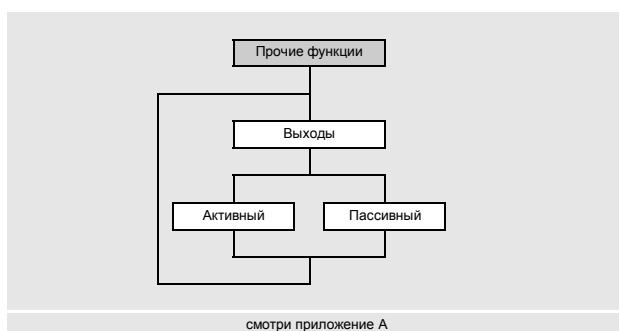 Прочие функции
Выходы
Активный
Пассивный
смотри приложение А